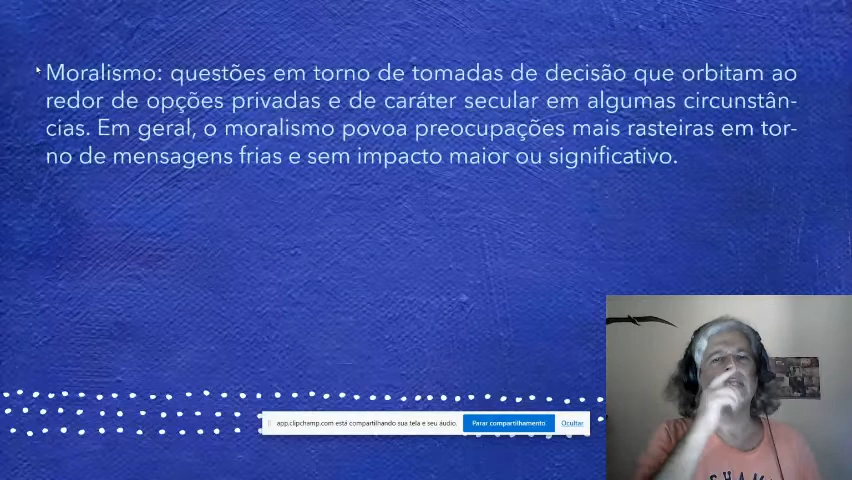 Moralismo: questões em torno de tomadas de decisão que orbitam ao
redor de opções privadas e de caráter secular em algumas circunstân-
cias. Em geral, o moralismo povoa preocupações mais rasteiras em tor-
no de mensagens frias e sem impacto maior ou significativo.
app.clipchamp.com está compartilhando sua tela e seu áudio. Parar compartilhamento Ocultar